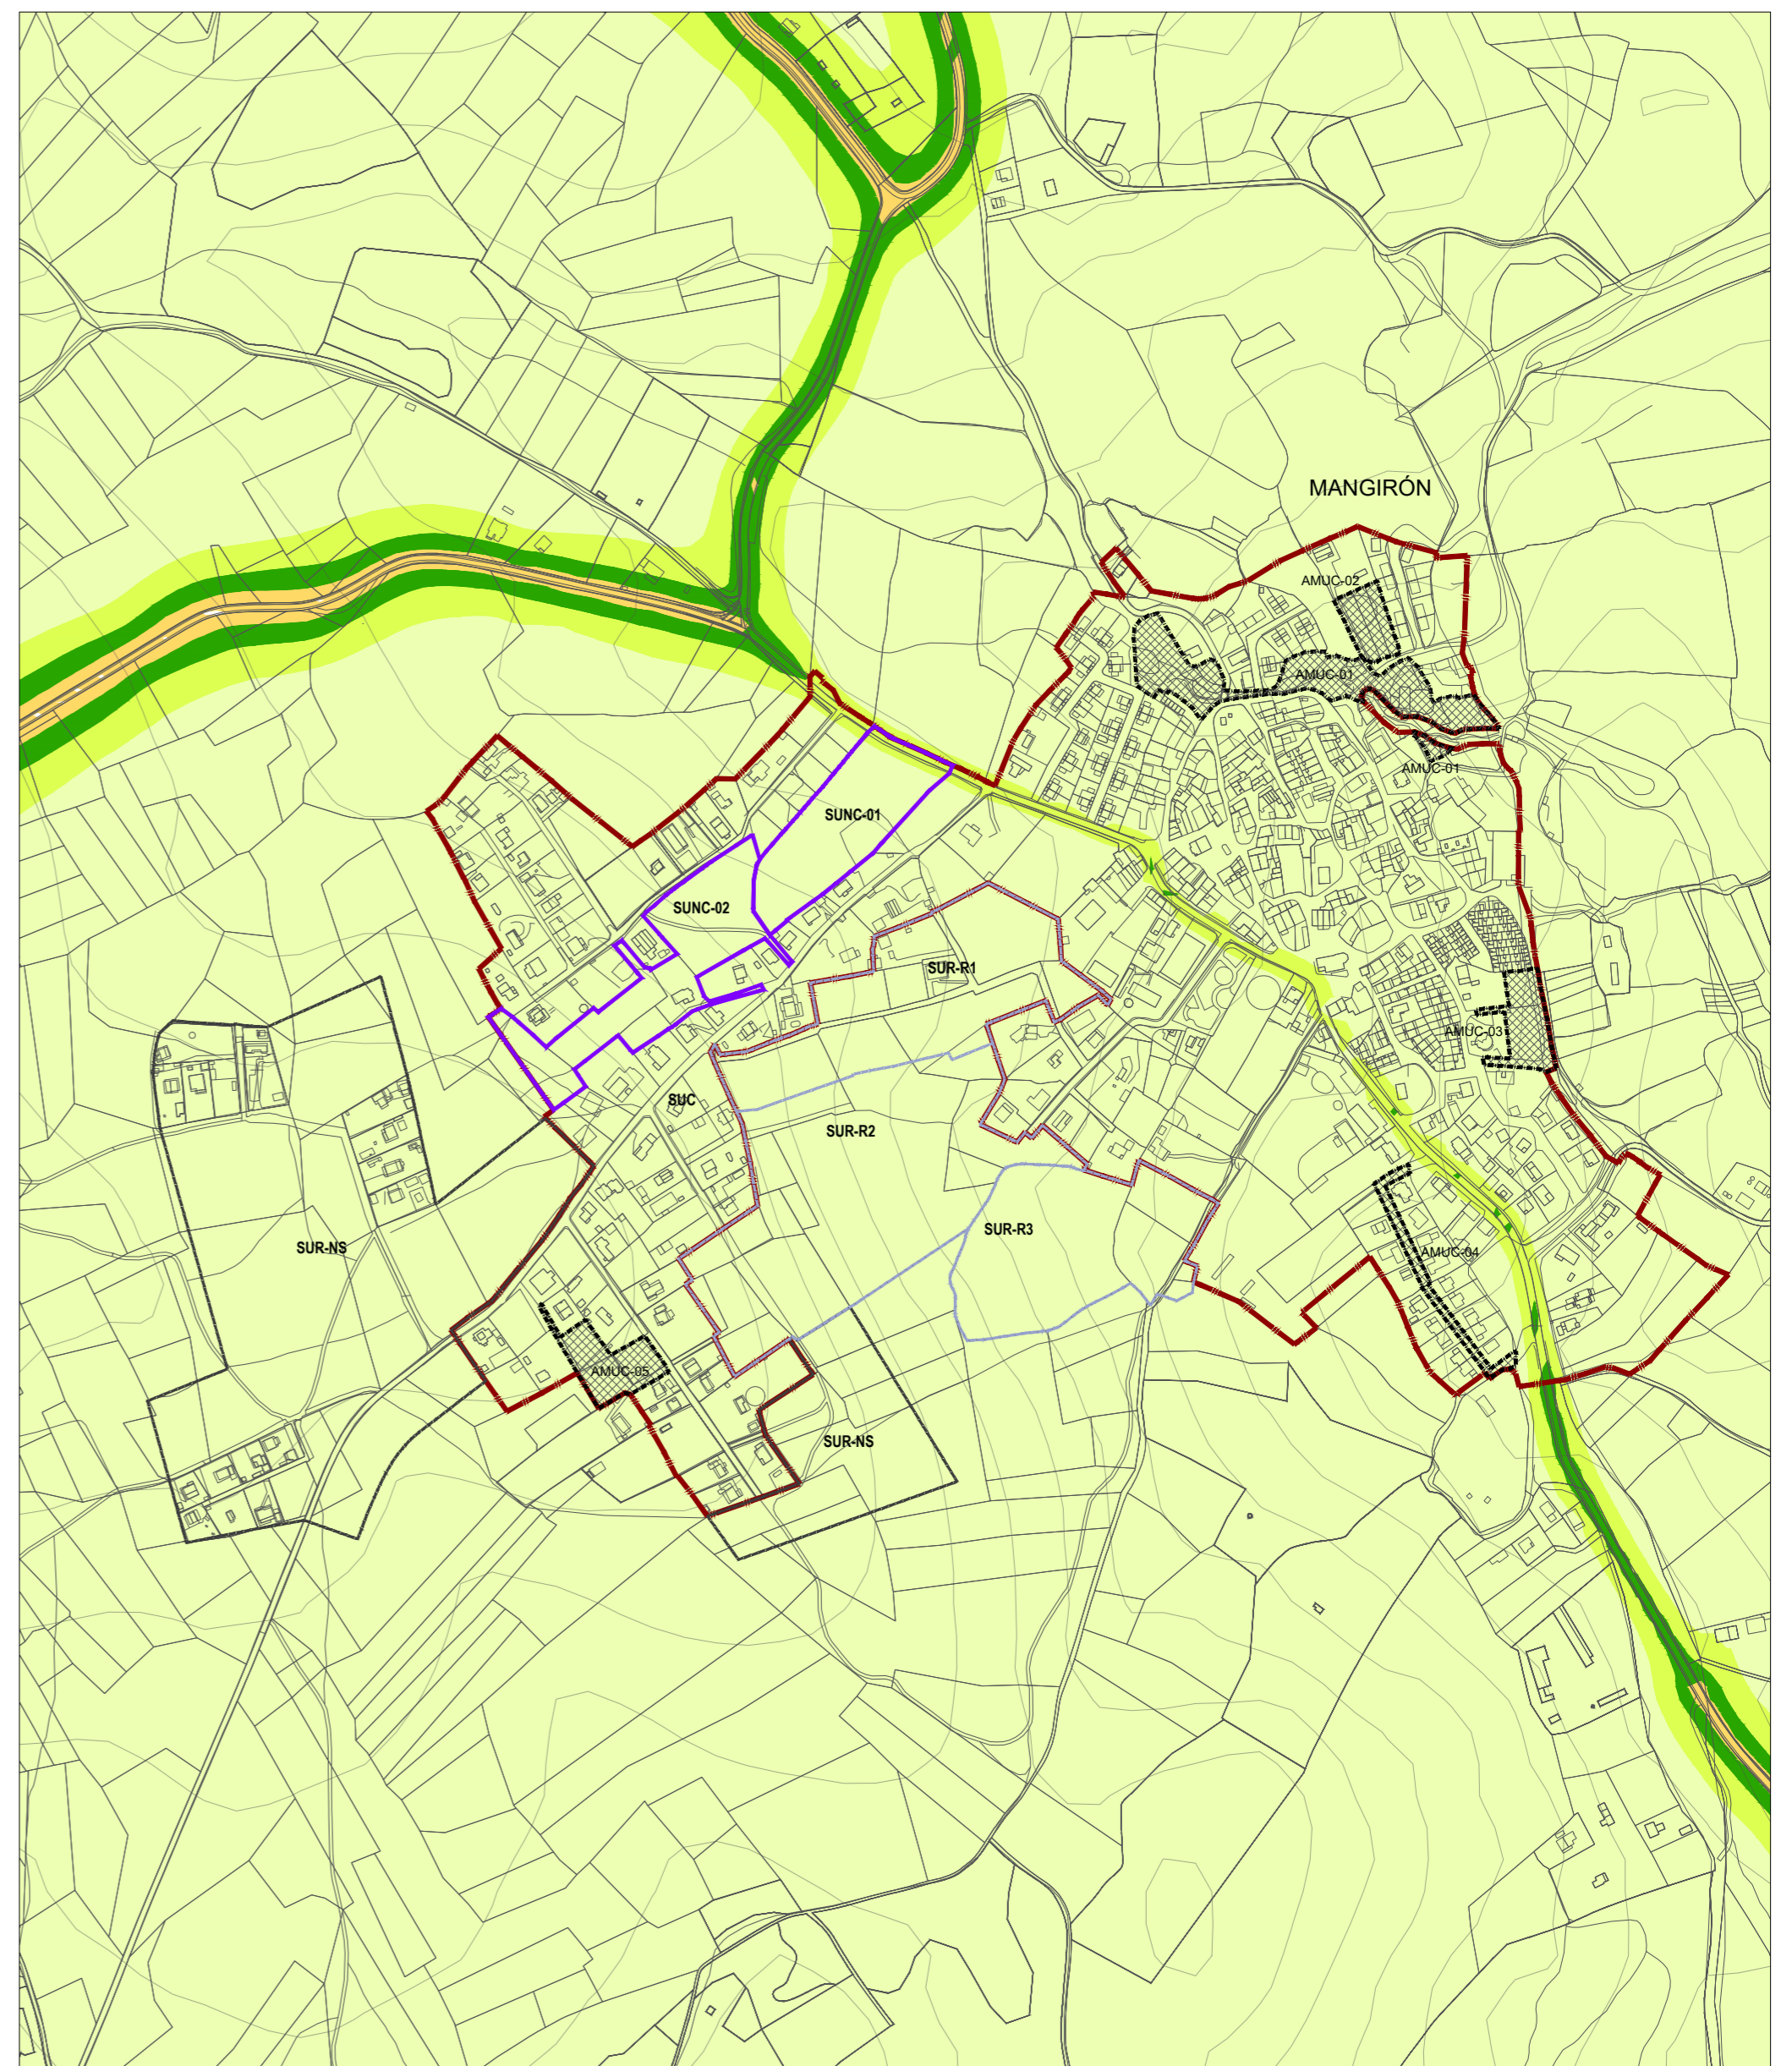 MANGIRÓN
AMUC-02
AMUC-01
AMUC-01
SUNC-01
SUNC-02
SUR-R1
AMUC-03
SUC
SUR-R2
SUR-R3
SUR-NS
AMUC-04
AMUC-05
SUR-NS